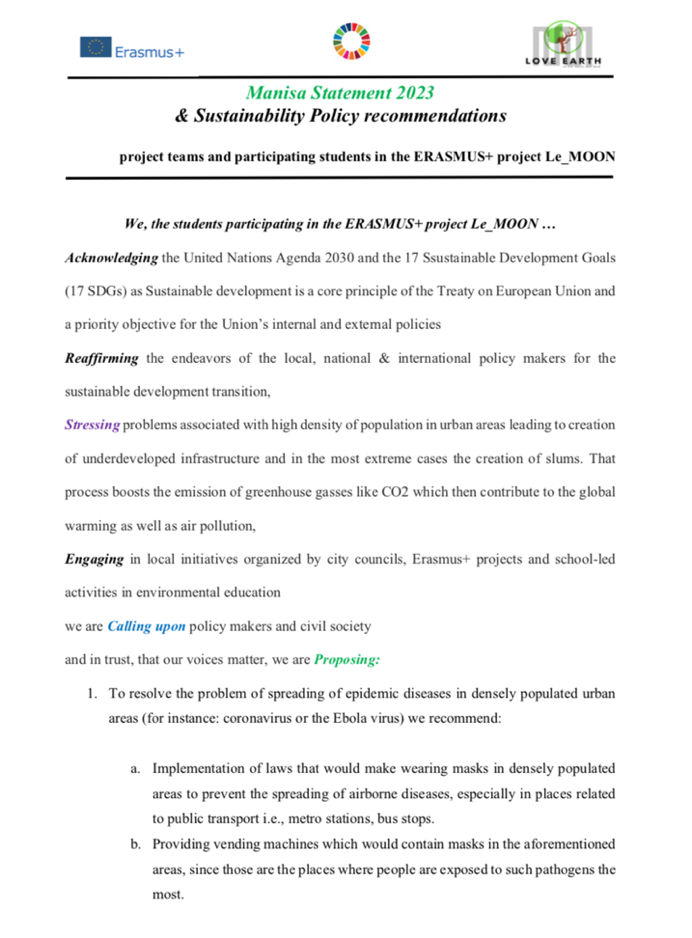 Erasmus+
LOVE EARTH
Manisa Statement 2023
& Sustainability Policy recommendations
project teams and participating students in the ERASMUS+ project Le_MOON
We, the students participating in the ERASMUS+ project Le_MOON …
Acknowledging the United Nations Agenda 2030 and the 17 Ssustainable Development Goals
(17 SDGs) as Sustainable development is a core principle of the Treaty on European Union and
a priority objective for the Union’s internal and external policies
Reaffirming the endeavors of the local, national & international policy makers for the
sustainable development transition,
Stressing problems associated with high density of population in urban areas leading to creation
of underdeveloped infrastructure and in the most extreme cases the creation of slums. That
process boosts the emission of greenhouse gasses like CO2 which then contribute to the global
warming as well as air pollution,
Engaging in local initiatives organized by city councils, Erasmus+ projects and school-led
activities in environmental education
we are Calling upon policy makers and civil society
and in trust, that our voices matter, we are Proposing:
1. To resolve the problem of spreading of epidemic diseases in densely populated urban
areas (for instance: coronavirus or the Ebola virus) we recommend:
a. Implementation of laws that would make wearing masks in densely populated
areas to prevent the spreading of airborne diseases, especially in places related
to public transport i.e., metro stations, bus stops.
b. Providing vending machines which would contain masks in the aforementioned
areas, since those are the places where people are exposed to such pathogens the
most.